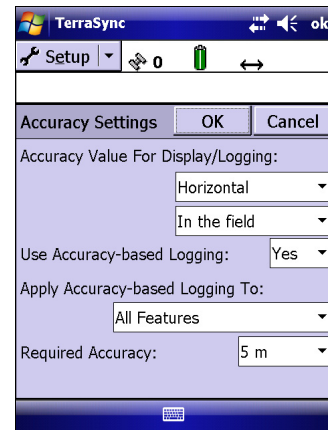 TerraSync ok
Setup 0
Accuracy Settings OK Cancel
Accuracy Value For Display/Logging:
Horizontal
In the field
Use Accuracy-based Logging: Yes
Apply Accuracy-based Logging To:
All Features
Required Accuracy: 5 m